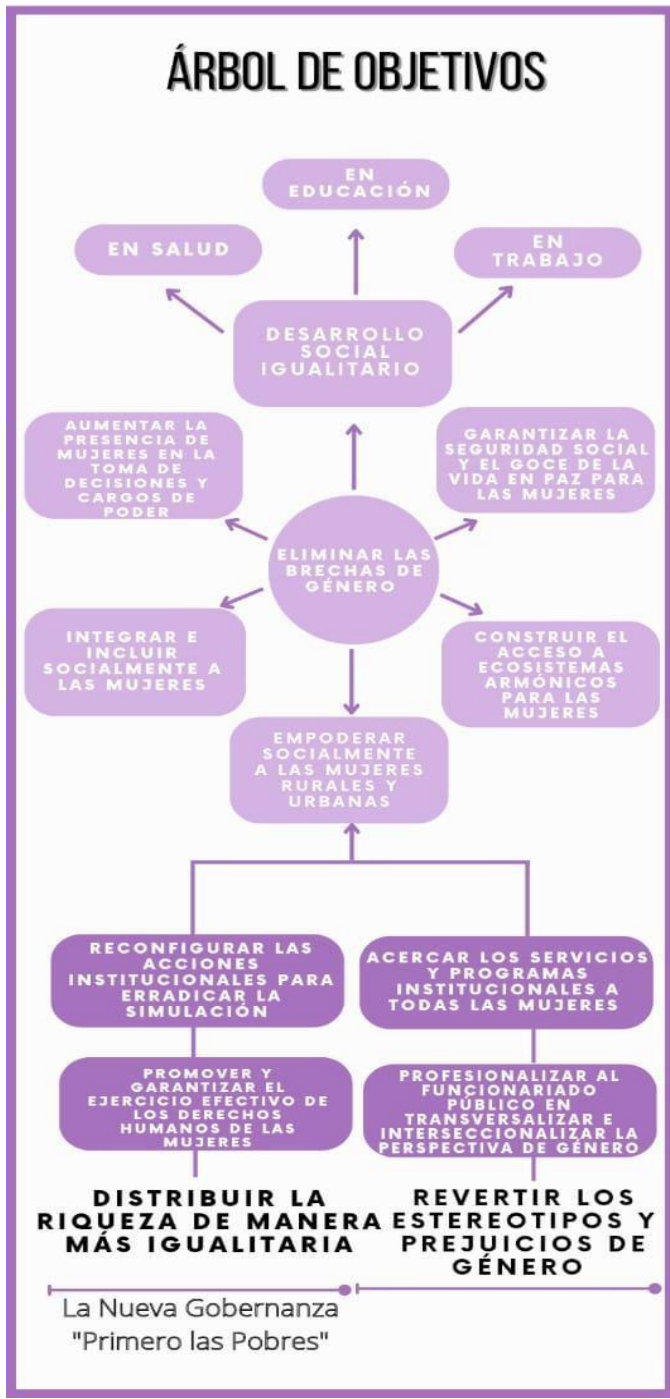 ÁRBOL DE OBJETIVOS
EN
EDUCACIÓN
EN SALUD
EN
TRABAJO
DESARROLLO
SOCIAL
IGUALITARIO
AUMENTAR LA
PRESENCIA DE
MUJERES EN LA
TOMA DE
DECISIONES Y
CARGOS DE
PODER
GARANTIZAR LA
SEGURIDAD SOCIAL
Y EL GOCE DE LA
VIDA EN PAZ PARA
LAS MUJERES
ELIMINAR LAS
BRECHAS DE
GÉNERO
INTEGRAR E
INCLUIR
SOCIALMENTE A
LAS MUJERES
CONSTRUIR EL
ACCESO A
ECOSISTEMAS
ARMÓNICOS
PARA LAS
MUJERES
EMPODERAR
SOCIALMENTE
A LAS MUJERES
RURALES Y
URBANAS
RECONFIGURAR LAS
ACCIONES
INSTITUCIONALES PARA
ERRADICAR LA
SIMULACIÓN
ACERCAR LOS SERVICIOS
Y PROGRAMAS
INSTITUCIONALES A
TODAS LAS MUJERES
PROMOVER Y
GARANTIZAR EL
EJERCICIO EFECTIVO DE
LOS DERECHOS
HUMANOS DE LAS
MUJERES
PROFESIONALIZAR AL
FUNCIONARIADO
PÚBLICO EN
TRANSVERSALIZAR E
INTERSECCIONALIZAR LA
PERSPECTIVA DE GÉNERO
DISTRIBUIR LA
RIQUEZA DE MANERA
MÁS IGUALITARIA
REVERTIR LOS
ESTEREOTIPOS Y
PREJUICIOS DE
GÉNERO
La Nueva Gobernanza
"Primero las Pobres"